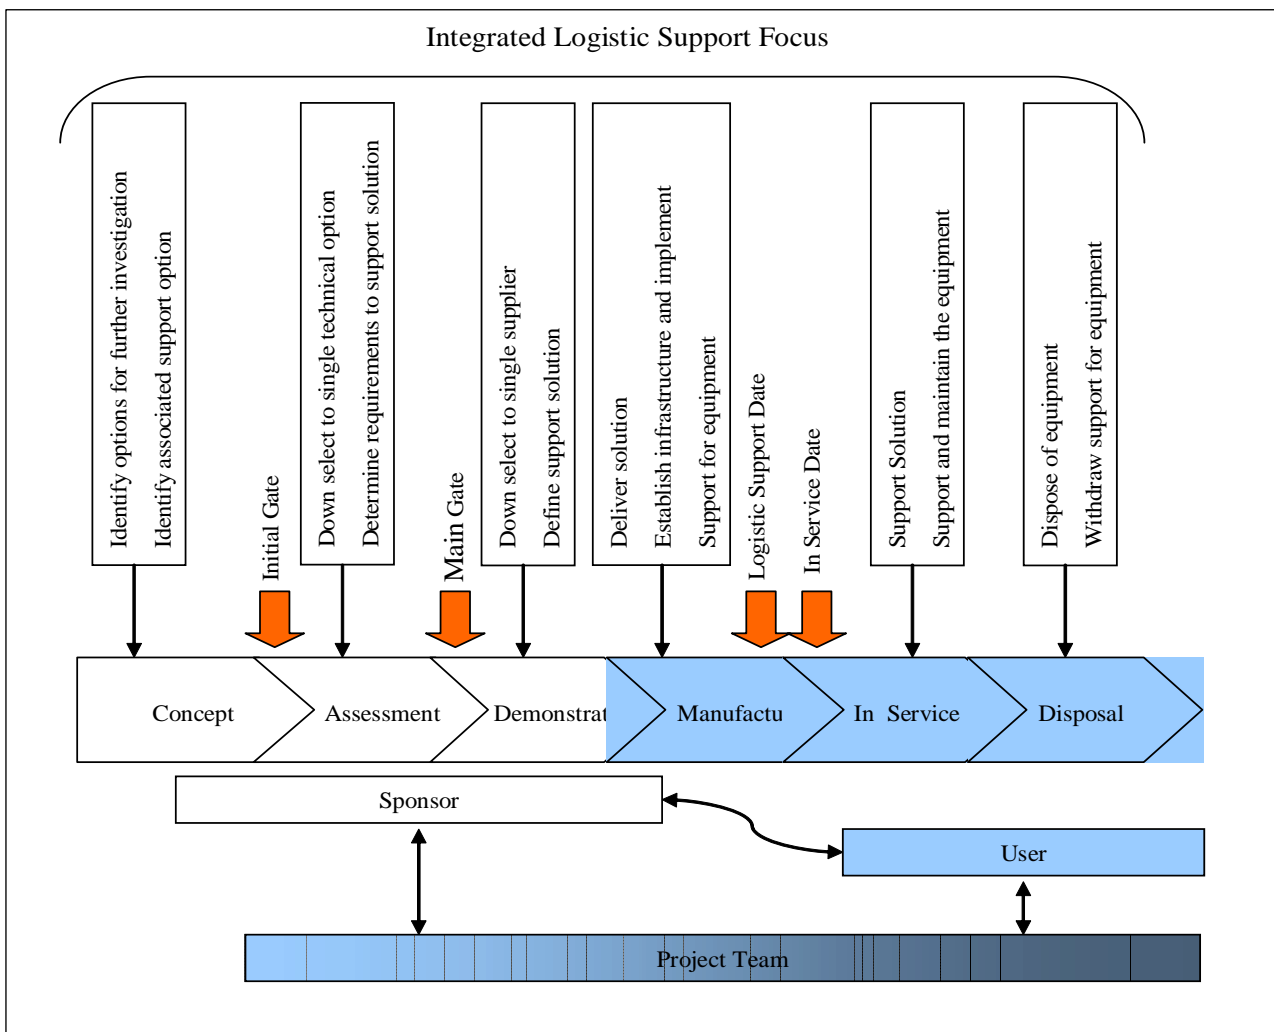 Integrated Logistic Support Focus
Identify options for further investigation
Identify associated support option
Initial Gate
Down select to single technical option
Determine requirements to support solution
Main Gate
Down select to single supplier
Define support solution
Deliver solution
Establish infrastructure and implement
Support for equipment
Logistic Support Date
In Service Date
Support Solution
Support and maintain the equipment
Dispose of equipment
Withdraw support for equipment
Concept
Assessment
Demonstrat
Manufactu
In Service
Disposal
Sponsor
User
Project Team